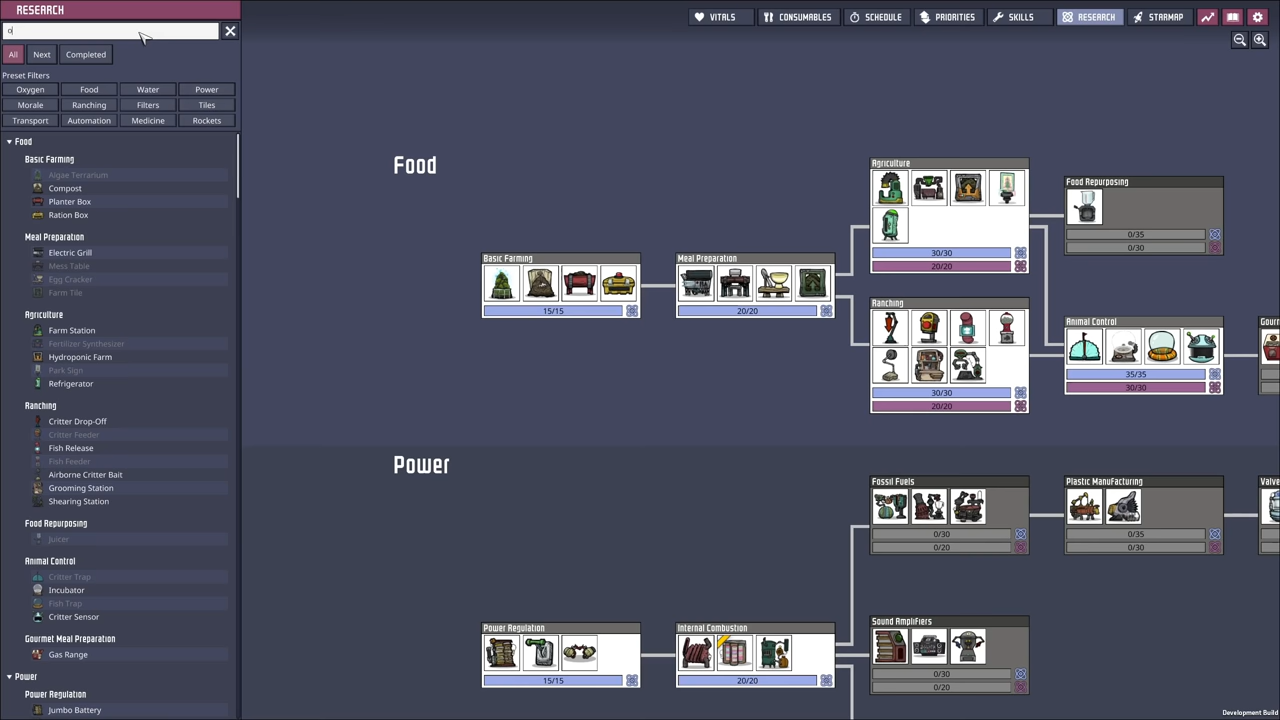 RESEARCH
VITALS
CONSUMABLES
SCHEDULE
PRIORITIES
SKILLS
RESEARCH
STARMAP
o
All
Next
Completed
Preset Filters
Oxygen
Food
Water
Power
Morale
Ranching
Filters
Tiles
Transport
Automation
Medicine
Rockets
Food
Basic Farming
Algae Terrarium
Compost
Planter Box
Ration Box
Meal Preparation
Electric Grill
Mess Table
Egg Cracker
Farm Tile
Agriculture
Farm Station
Fertilizer Synthesizer
Hydroponic Farm
Park Sign
Refrigerator
Ranching
Critter Drop-Off
Critter Feeder
Fish Release
Fish Feeder
Airborne Critter Bait
Grooming Station
Shearing Station
Food Repurposing
Juicer
Animal Control
Critter Trap
Incubator
Fish Trap
Critter Sensor
Gourmet Meal Preparation
Gas Range
Power
Power Regulation
Jumbo Battery
Food
Basic Farming
15/15
Meal Preparation
20/20
Agriculture
30/30
20/20
Food Repurposing
0/35
0/30
Ranching
30/30
20/20
Animal Control
35/35
30/30
Gour
Power
Fossil Fuels
0/30
0/20
Plastic Manufacturing
0/35
0/30
Valve
Power Regulation
15/15
Internal Combustion
20/20
Sound Amplifiers
0/30
0/20
Development Build